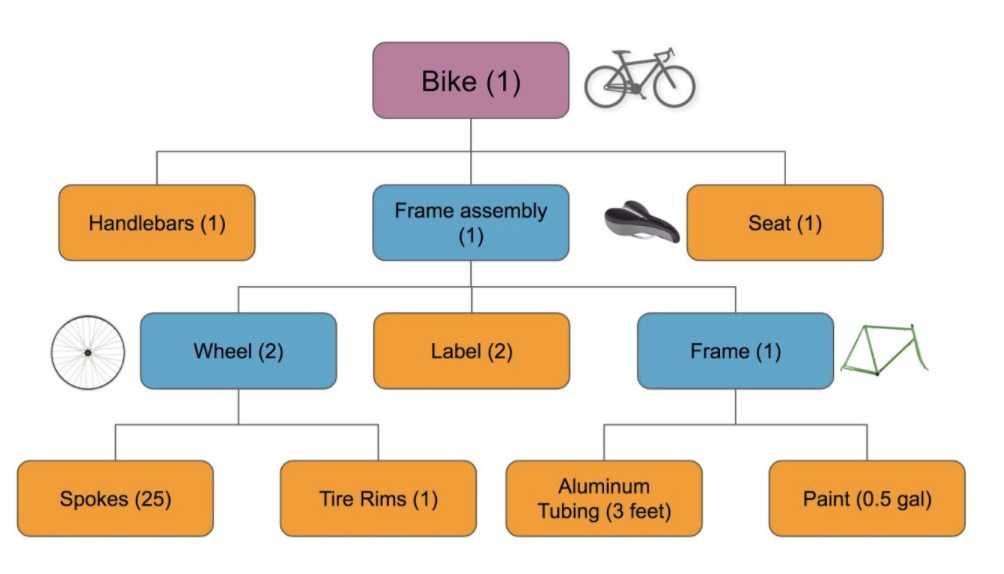 Bike (1)
Handlebars (1)
Frame assembly
(1)
Seat (1)
Wheel (2)
Label (2)
Frame (1)
Spokes (25)
Tire Rims (1)
Aluminum
Tubing (3 feet)
Paint (0.5 gal)